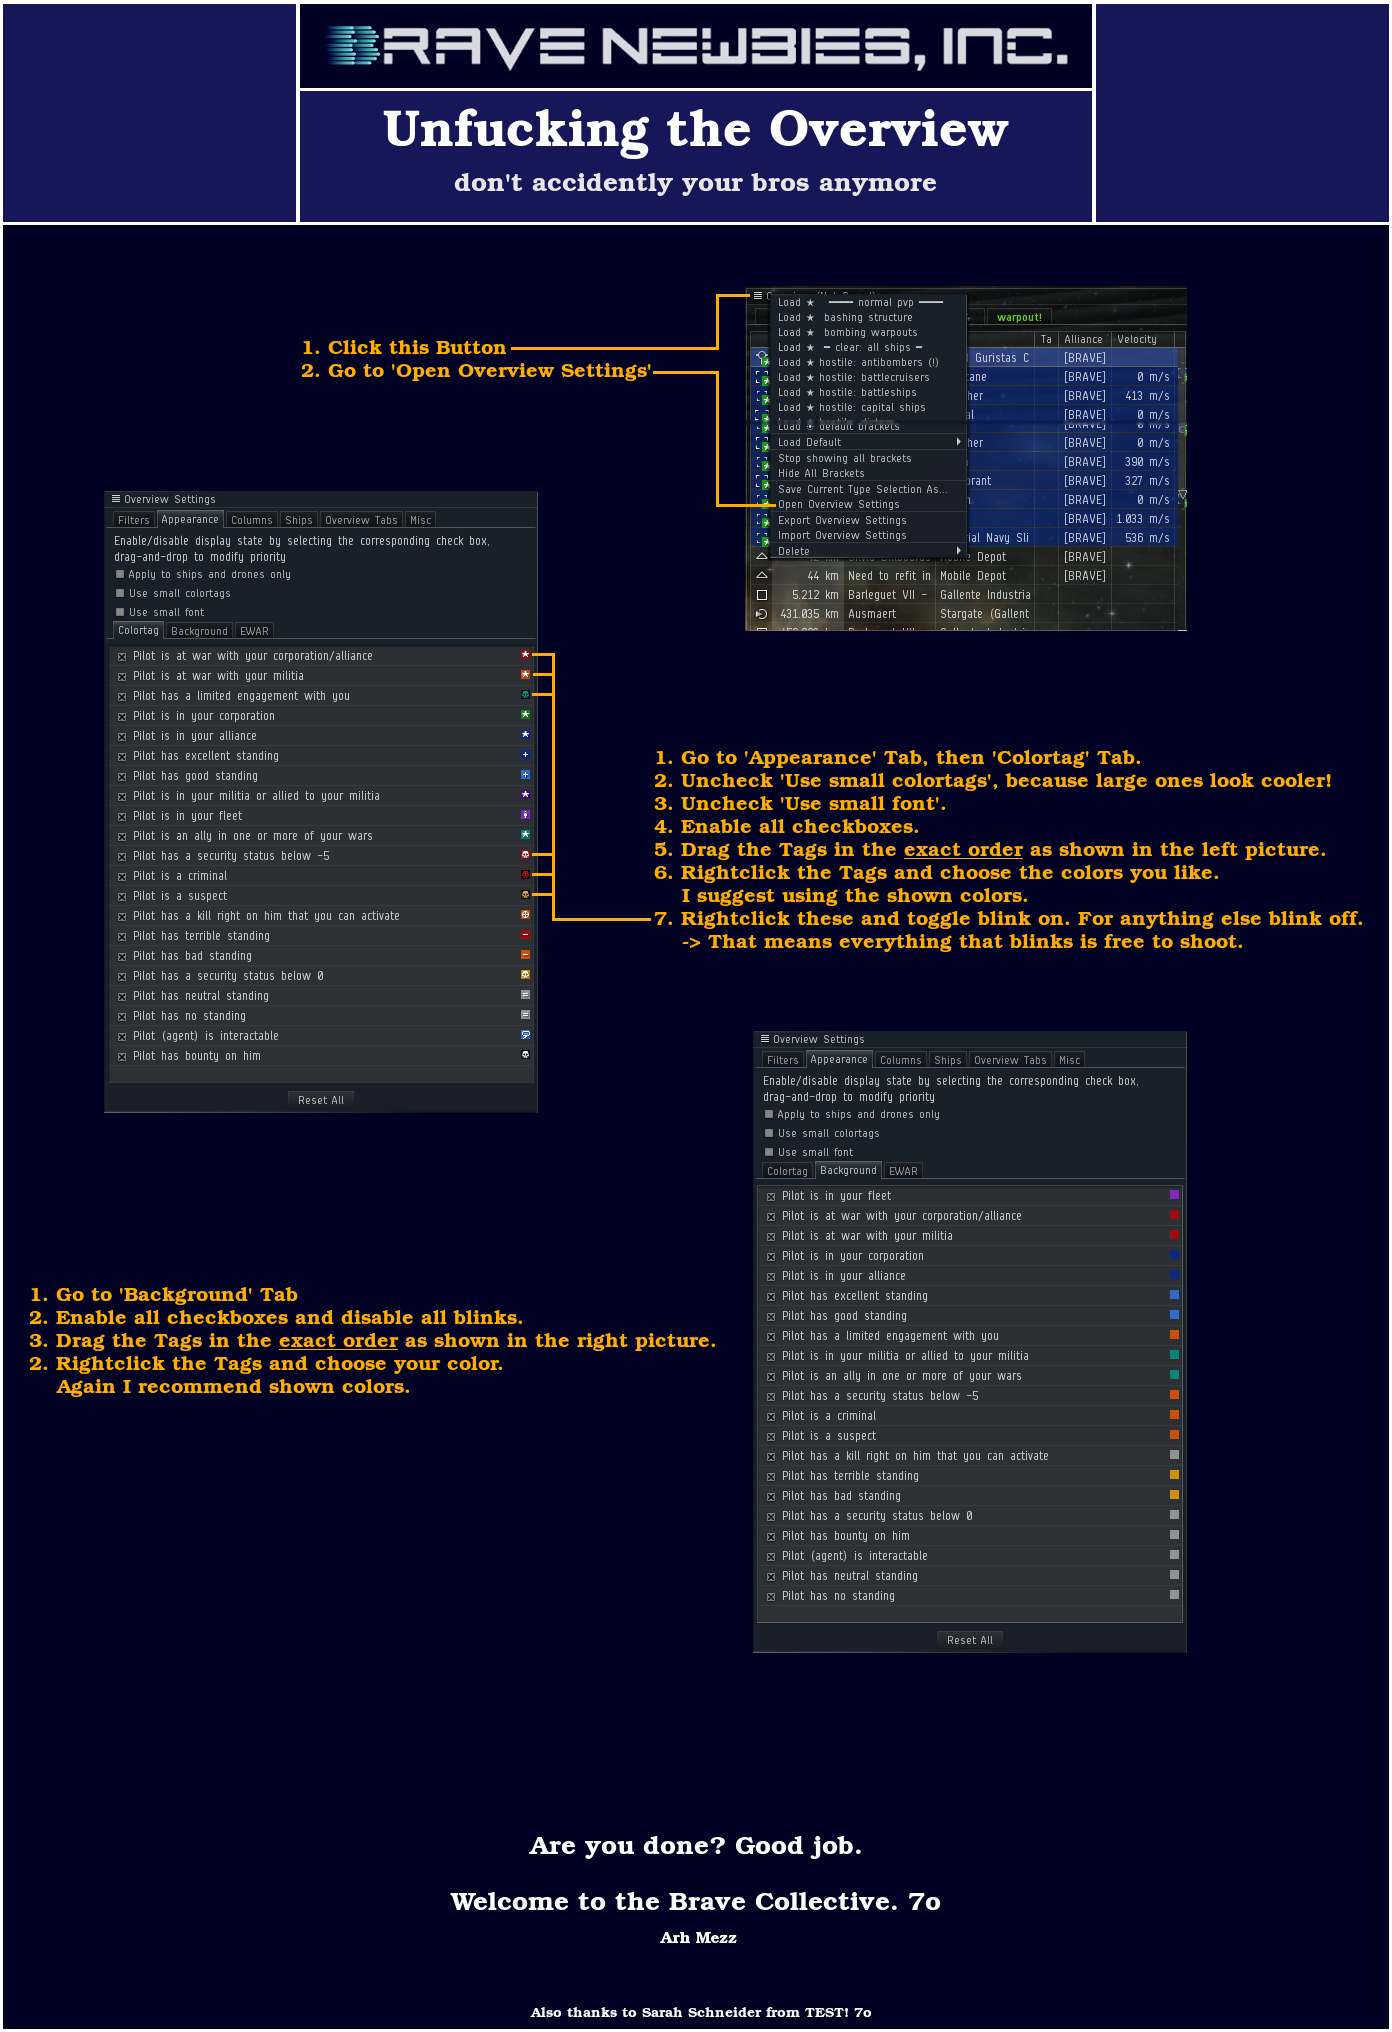 BRAVE NEWBIES, INC.
Unfucking the Overview
don't accidently your bros anymore
1. Click this Button
2. Go to 'Open Overview Settings'
Load ★ ─── normal pvp ───
Load ★ bashing structure
Load ★ bombing warpouts
Load ★ – clear: all ships –
Load ★ hostile: antibombers (!)
Load ★ hostile: battlecruisers
Load ★ hostile: battleships
Load ★ hostile: capital ships
Load ★ default brackets
Load Default
Stop showing all brackets
Hide All Brackets
Save Current Type Selection As...
Open Overview Settings
Export Overview Settings
Import Overview Settings
Delete
warpout!
Ta Alliance Velocity
Guristas C [BRAVE]
[BRAVE] 0 m/s
[BRAVE] 413 m/s
[BRAVE] 0 m/s
[BRAVE] 0 m/s
[BRAVE] 390 m/s
[BRAVE] 327 m/s
[BRAVE] 0 m/s
[BRAVE] 1.033 m/s
Navy Sli [BRAVE] 536 m/s
Depot [BRAVE]
44 km Need to refit in Mobile Depot [BRAVE]
5.212 km Barleguet VII - Gallente Industria
431.035 km Ausmaert Stargate (Gallent
Overview Settings
Filters Appearance Columns Ships Overview Tabs Misc
Enable/disable display state by selecting the corresponding check box,
drag-and-drop to modify priority
Apply to ships and drones only
Use small colortags
Use small font
Colortag Background EWAR
Pilot is at war with your corporation/alliance
Pilot is at war with your militia
Pilot has a limited engagement with you
Pilot is in your corporation
Pilot is in your alliance
Pilot has excellent standing
Pilot has good standing
Pilot is in your militia or allied to your militia
Pilot is in your fleet
Pilot is an ally in one or more of your wars
Pilot has a security status below -5
Pilot is a criminal
Pilot is a suspect
Pilot has a kill right on him that you can activate
Pilot has terrible standing
Pilot has bad standing
Pilot has a security status below 0
Pilot has neutral standing
Pilot has no standing
Pilot (agent) is interactable
Pilot has bounty on him
Reset All
1. Go to 'Appearance' Tab, then 'Colortag' Tab.
2. Uncheck 'Use small colortags', because large ones look cooler!
3. Uncheck 'Use small font'.
4. Enable all checkboxes.
5. Drag the Tags in the exact order as shown in the left picture.
6. Rightclick the Tags and choose the colors you like.
I suggest using the shown colors.
7. Rightclick these and toggle blink on. For anything else blink off.
-> That means everything that blinks is free to shoot.
1. Go to 'Background' Tab
2. Enable all checkboxes and disable all blinks.
3. Drag the Tags in the exact order as shown in the right picture.
2. Rightclick the Tags and choose your color.
Again I recommend shown colors.
Overview Settings
Filters Appearance Columns Ships Overview Tabs Misc
Enable/disable display state by selecting the corresponding check box,
drag-and-drop to modify priority
Apply to ships and drones only
Use small colortags
Use small font
Colortag Background EWAR
Pilot is in your fleet
Pilot is at war with your corporation/alliance
Pilot is at war with your militia
Pilot is in your corporation
Pilot is in your alliance
Pilot has excellent standing
Pilot has good standing
Pilot has a limited engagement with you
Pilot is in your militia or allied to your militia
Pilot is an ally in one or more of your wars
Pilot has a security status below -5
Pilot is a criminal
Pilot is a suspect
Pilot has a kill right on him that you can activate
Pilot has terrible standing
Pilot has bad standing
Pilot has a security status below 0
Pilot has bounty on him
Pilot (agent) is interactable
Pilot has neutral standing
Pilot has no standing
Reset All
Are you done? Good job.
Welcome to the Brave Collective. 7o
Arh Mezz
Also thanks to Sarah Schneider from TEST! 7o